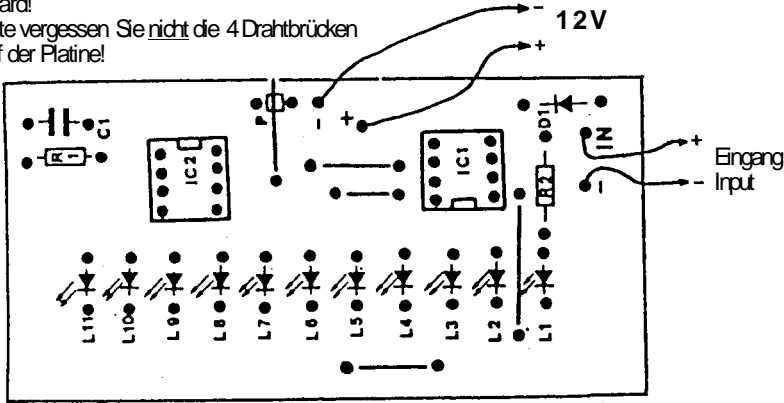 ard!
te vergessen Sie nicht die 4 Drahtbrücken
f der Platine!
- 12V
+
P
-
+
D1
IN
+ Eingang
- Input
-
C1
R1
IC2
IC1
R2
L11
L10
L9
L8
L7
L6
L5
L4
L3
L2
L1